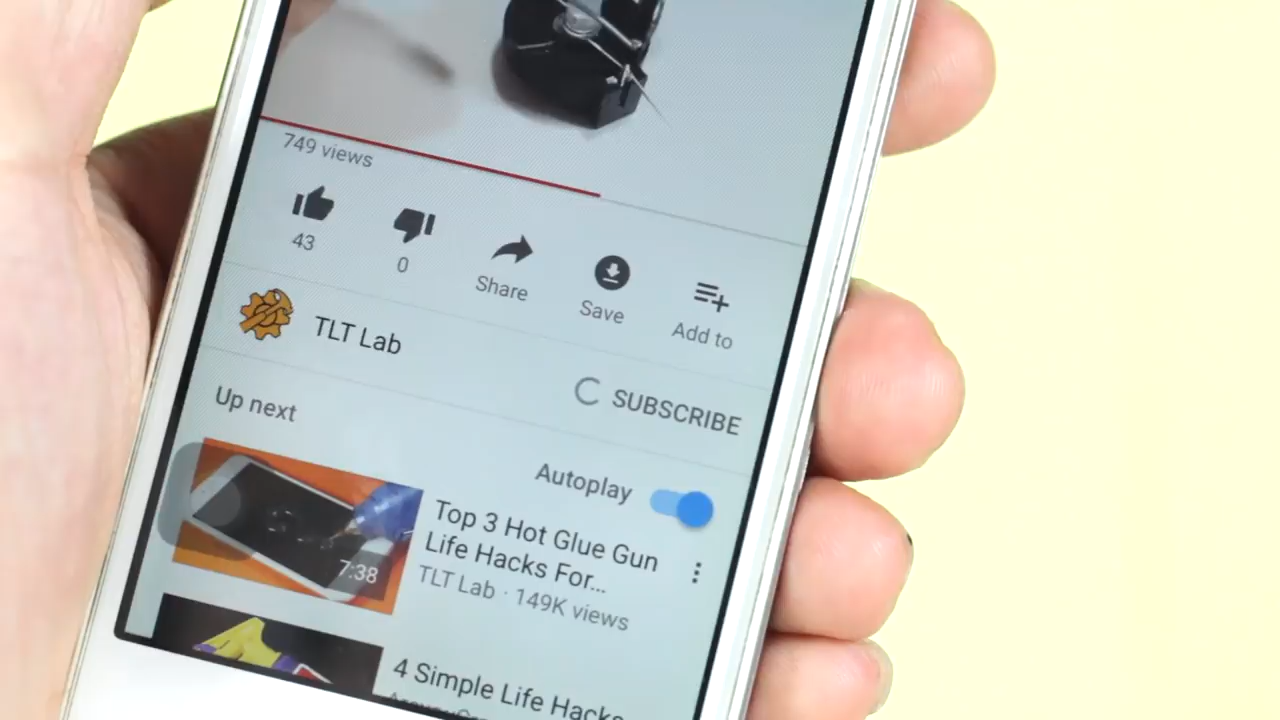 749 views
43
0
Share
Save
Add to
TLT Lab
SUBSCRIBE
Up next
Autoplay
Top 3 Hot Glue Gun
Life Hacks For...
TLT Lab · 149K views
7:38
4 Simple Life Hacks